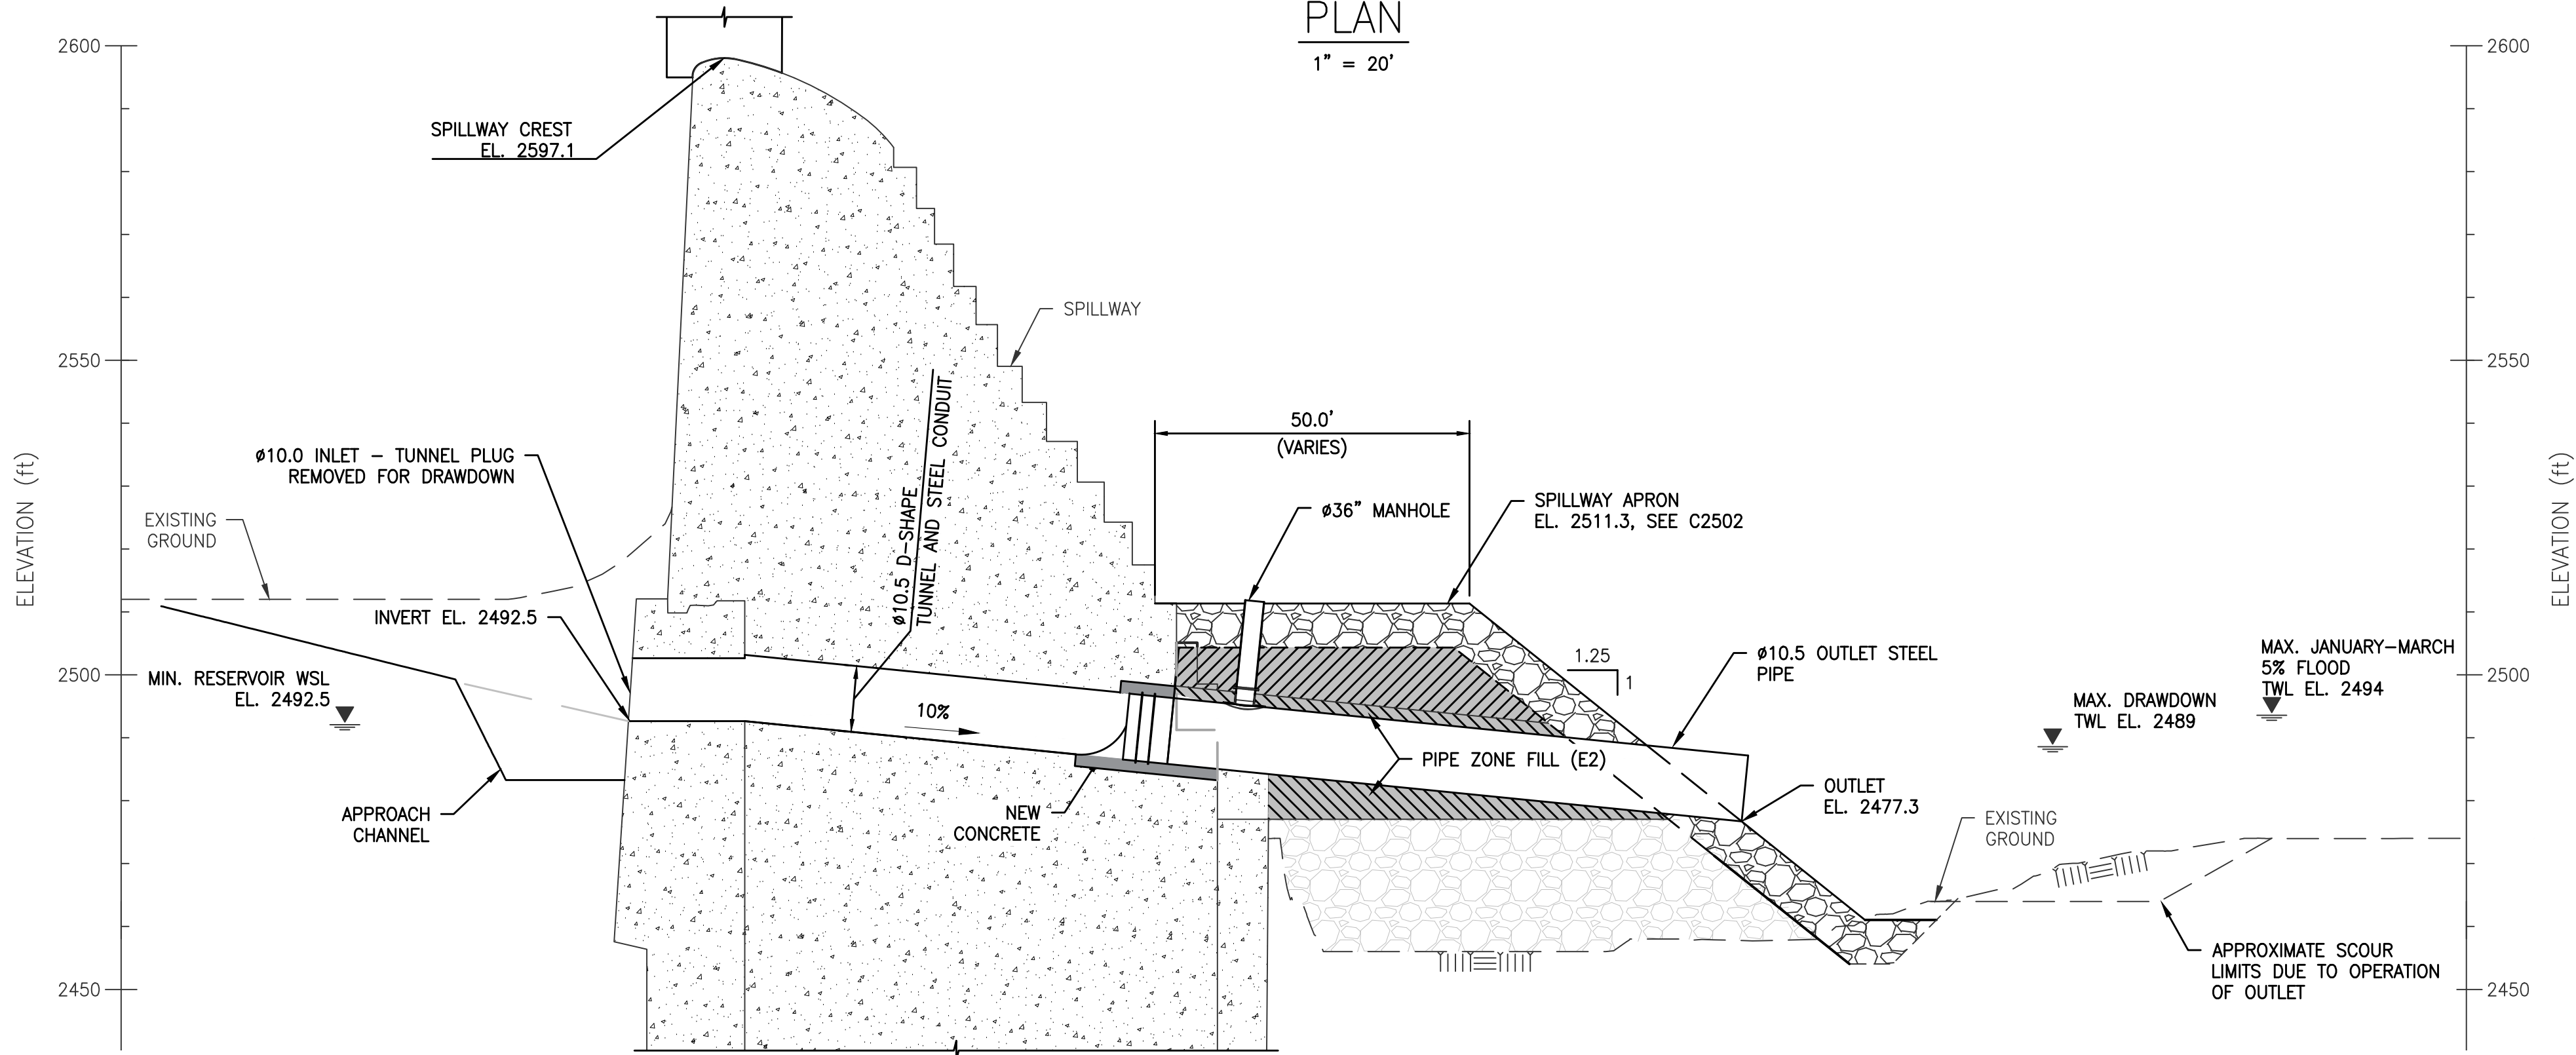 PLAN
1" = 20'
2600
2550
2500
2450
ELEVATION (ft)
SPILLWAY CREST
EL. 2597.1
SPILLWAY
ø10.0 INLET – TUNNEL PLUG
REMOVED FOR DRAWDOWN
EXISTING
GROUND
INVERT EL. 2492.5
MIN. RESERVOIR WSL
EL. 2492.5
APPROACH
CHANNEL
ø10.5 D-SHAPE
TUNNEL AND STEEL CONDUIT
10%
NEW
CONCRETE
50.0'
(VARIES)
ø36" MANHOLE
SPILLWAY APRON
EL. 2511.3, SEE C2502
1.25
1
ø10.5 OUTLET STEEL
PIPE
PIPE ZONE FILL (E2)
OUTLET
EL. 2477.3
MAX. DRAWDOWN
TWL EL. 2489
MAX. JANUARY–MARCH
5% FLOOD
TWL EL. 2494
EXISTING
GROUND
APPROXIMATE SCOUR
LIMITS DUE TO OPERATION
OF OUTLET
2600
2550
2500
2450
ELEVATION (ft)